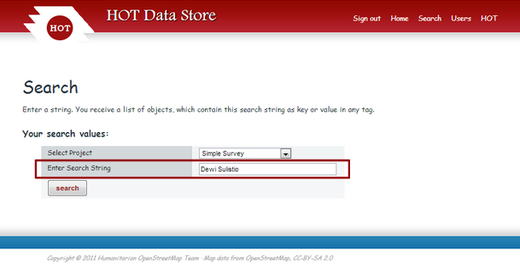 HOT
HOT Data Store
Sign out Home Search Users HOT
Search
Enter a string. You receive a list of objects, which contain this search string as key or value in any tag.
Your search values:
Select Project Simple Survey
Enter Search String Dewi Sulistio
search
Copyright © 2011 Humanitarian OpenStreetMap Team · Map data from OpenStreetMap, CC-BY-SA 2.0